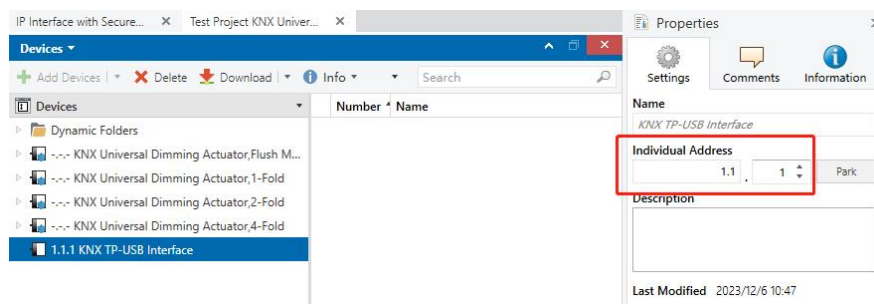 IP Interface with Secure... Test Project KNX Univer...
Devices
Add Devices Delete Download Info Search
Devices Number Name
Dynamic Folders
-.-.- KNX Universal Dimming Actuator,Flush M...
-.-.- KNX Universal Dimming Actuator,1-Fold
-.-.- KNX Universal Dimming Actuator,2-Fold
-.-.- KNX Universal Dimming Actuator,4-Fold
1.1.1 KNX TP-USB Interface
Properties
Settings Comments Information
Name
KNX TP-USB Interface
Individual Address
1.1 . 1 Park
Description
Last Modified 2023/12/6 10:47